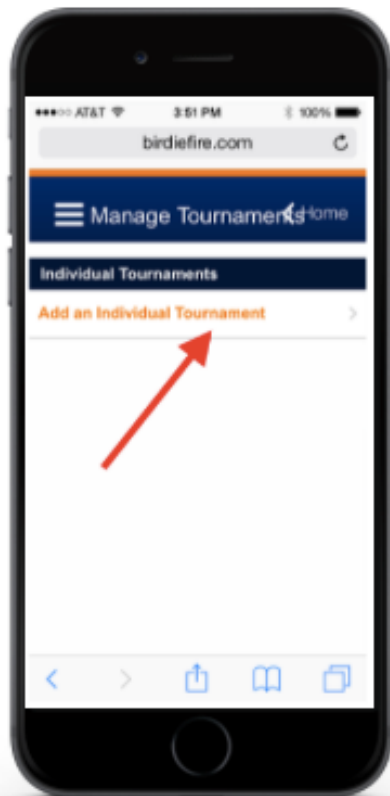 AT&T 3:51 PM 100%
birdiefire.com
Manage Tournaments Home
Individual Tournaments
Add an Individual Tournament